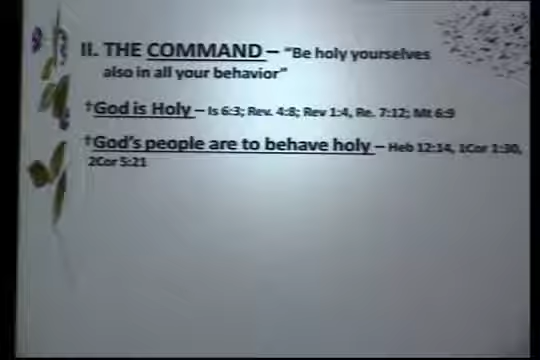 II. THE COMMAND – "Be holy yourselves
also in all your behavior"
†God is Holy – Is 6:3; Rev. 4:8; Rev 1:4, Re. 7:12; Mt 6:9
†God's people are to behave holy – Heb 12:14, 1Cor 1:30,
2Cor 5:21